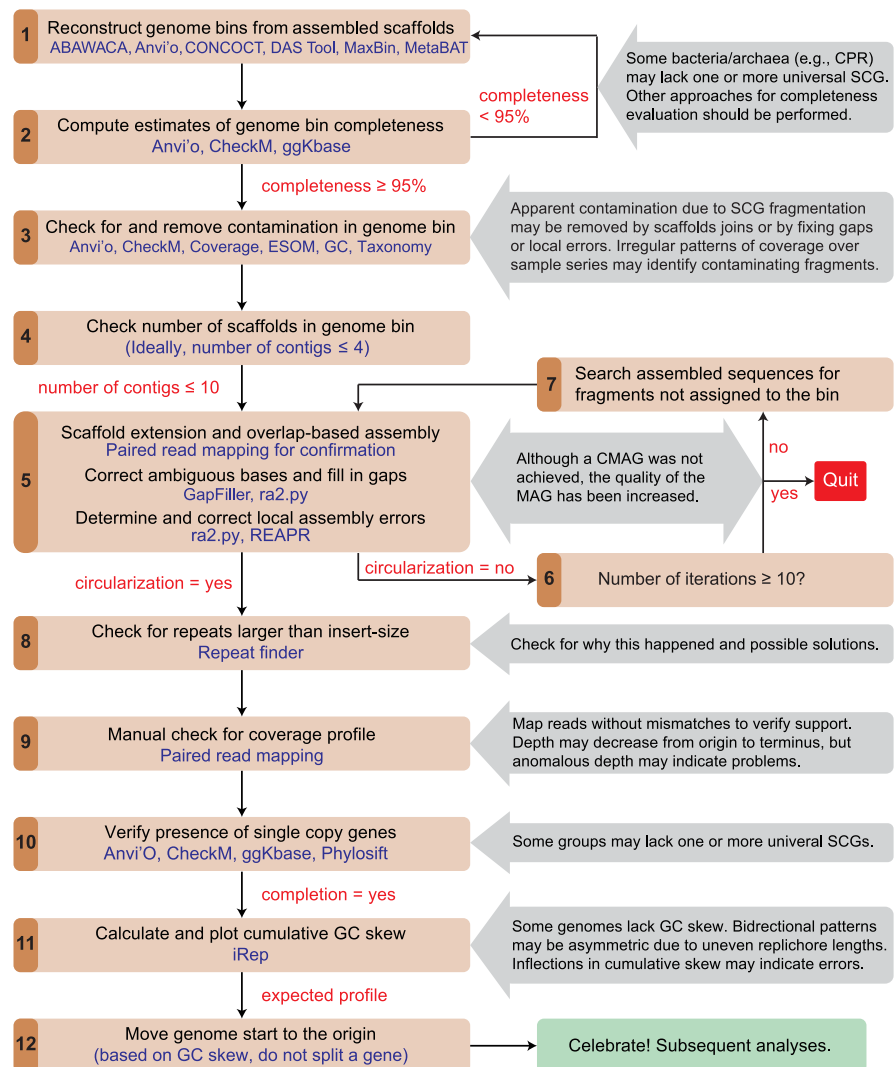 1
Reconstruct genome bins from assembled scaffolds
ABAWACA, Anvi'o, CONCOCT, DAS Tool, MaxBin, MetaBAT
completeness
< 95%
Some bacteria/archaea (e.g., CPR)
may lack one or more universal SCG.
Other approaches for completeness
evaluation should be performed.
2
Compute estimates of genome bin completeness
Anvi'o, CheckM, ggKbase
completeness ≥ 95%
3
Check for and remove contamination in genome bin
Anvi'o, CheckM, Coverage, ESOM, GC, Taxonomy
Apparent contamination due to SCG fragmentation
may be removed by scaffolds joins or by fixing gaps
or local errors. Irregular patterns of coverage over
sample series may identify contaminating fragments.
4
Check number of scaffolds in genome bin
(Ideally, number of contigs ≤ 4)
number of contigs ≤ 10
7
Search assembled sequences for
fragments not assigned to the bin
5
Scaffold extension and overlap-based assembly
Paired read mapping for confirmation
Correct ambiguous bases and fill in gaps
GapFiller, ra2.py
Determine and correct local assembly errors
ra2.py, REAPR
Although a CMAG was not
achieved, the quality of the
MAG has been increased.
no
yes
Quit
circularization = yes
circularization = no
6
Number of iterations ≥ 10?
8
Check for repeats larger than insert-size
Repeat finder
Check for why this happened and possible solutions.
9
Manual check for coverage profile
Paired read mapping
Map reads without mismatches to verify support.
Depth may decrease from origin to terminus, but
anomalous depth may indicate problems.
10
Verify presence of single copy genes
Anvi'O, CheckM, ggKbase, Phylosift
Some groups may lack one or more univeral SCGs.
completion = yes
11
Calculate and plot cumulative GC skew
iRep
Some genomes lack GC skew. Bidrectional patterns
may be asymmetric due to uneven replichore lengths.
Inflections in cumulative skew may indicate errors.
expected profile
12
Move genome start to the origin
(based on GC skew, do not split a gene)
Celebrate! Subsequent analyses.